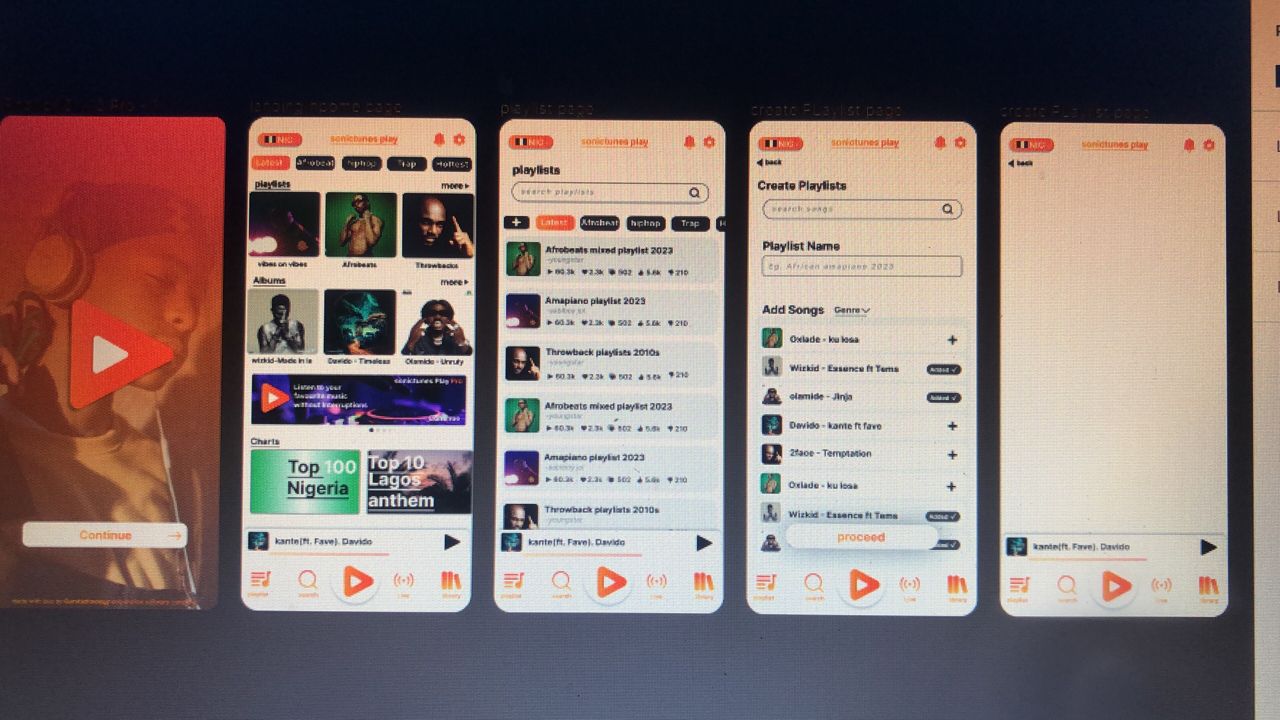 landing home page
playlist page
create PLaylist page
create PLaylist page
Continue
NIG
sonictunes play
Latest
Afrobeat
hiphop
Trap
Hottest
playlists
more
vibes on vibes
Afrobeats
Throwbacks
Albums
more
wizkid-Made in la
Davido - Timeless
Olamide - Unruly
sonictunes Play Pro
Listen to your
favourite music
without interruptions
Charts
Top 100
Nigeria
Top 10
Lagos
anthem
kante(ft. Fave). Davido
playlist
search
Live
library
NIG
sonictunes play
playlists
search playlists
+
Latest
Afrobeat
hiphop
Trap
H
Afrobeats mixed playlist 2023
-youngstar
60.3k 2.3k 502 5.6k 210
Amapiano playlist 2023
60.3k 2.3k 502 5.6k 210
Throwback playlists 2010s
-youngstar
60.3k 2.3k 502 5.6k 210
Afrobeats mixed playlist 2023
-youngstar
60.3k 2.3k 502 5.6k 210
Amapiano playlist 2023
60.3k 2.3k 502 5.6k 210
Throwback playlists 2010s
kante(ft. Fave). Davido
playlist
search
Live
library
NIG
sonictunes play
back
Create Playlists
search songs
Playlist Name
Eg. African amapiano 2023
Add Songs Genre
Oxlade - ku losa +
Wizkid - Essence ft Tems Added ✓
olamide - Jinja Added ✓
Davido - kante ft fave +
2face - Temptation +
Oxlade - ku losa +
Wizkid - Essence ft Tems Added ✓
Added ✓
proceed
kante(ft. Fave). Davido
playlist
search
Live
library
NIG
sonictunes play
back
kante(ft. Fave). Davido
playlist
search
Live
library